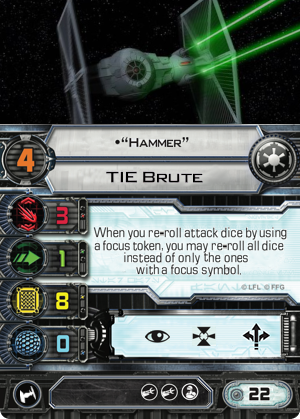 •“Hammer”
4
TIE Brute
3
When you re-roll attack dice by using
a focus token, you may re-roll all dice
instead of only the ones
with a focus symbol.
1
© LFL © FFG
8
0
22